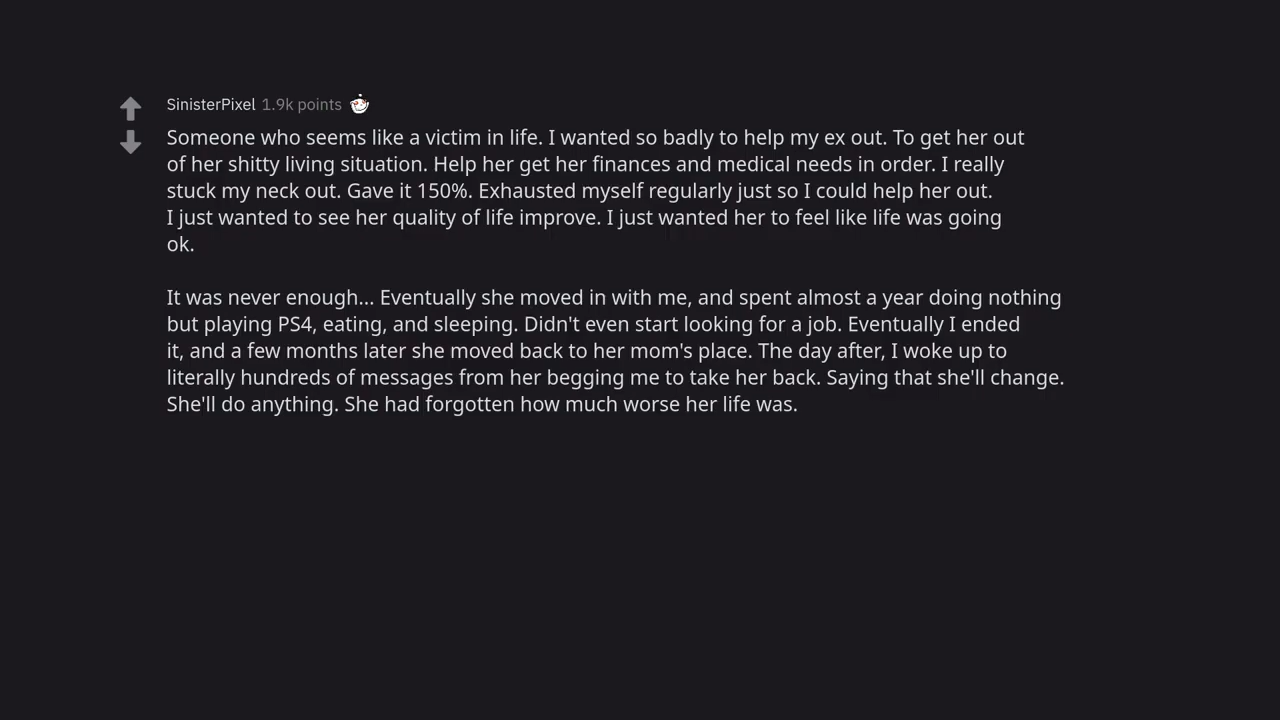 SinisterPixel 1.9k points
Someone who seems like a victim in life. I wanted so badly to help my ex out. To get her out
of her shitty living situation. Help her get her finances and medical needs in order. I really
stuck my neck out. Gave it 150%. Exhausted myself regularly just so I could help her out.
I just wanted to see her quality of life improve. I just wanted her to feel like life was going
ok.
It was never enough... Eventually she moved in with me, and spent almost a year doing nothing
but playing PS4, eating, and sleeping. Didn't even start looking for a job. Eventually I ended
it, and a few months later she moved back to her mom's place. The day after, I woke up to
literally hundreds of messages from her begging me to take her back. Saying that she'll change.
She'll do anything. She had forgotten how much worse her life was.